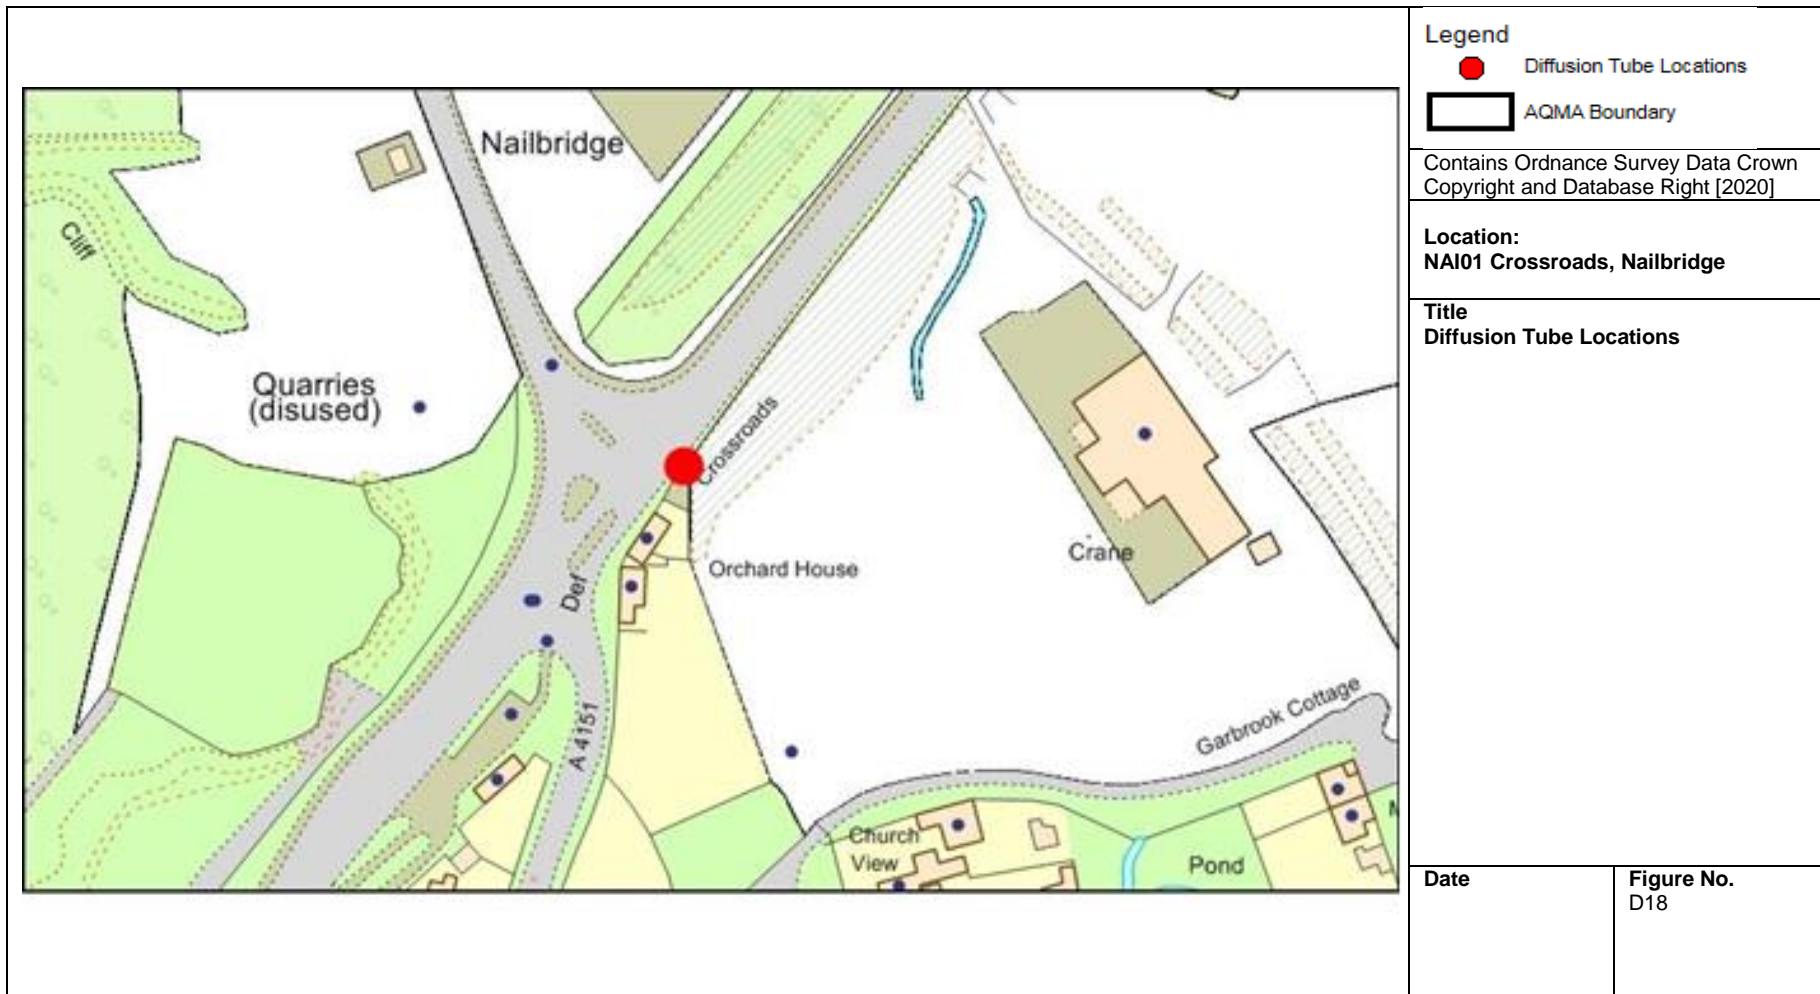 Nailbridge
Cliff
Quarries
(disused)
Crossroads
Orchard House
Crane
Def
A 4151
Garbrook Cottage
Church
View
Pond
Legend
Diffusion Tube Locations
AQMA Boundary
Contains Ordnance Survey Data Crown
Copyright and Database Right [2020]
Location:
NAI01 Crossroads, Nailbridge
Title
Diffusion Tube Locations
Date
Figure No.
D18